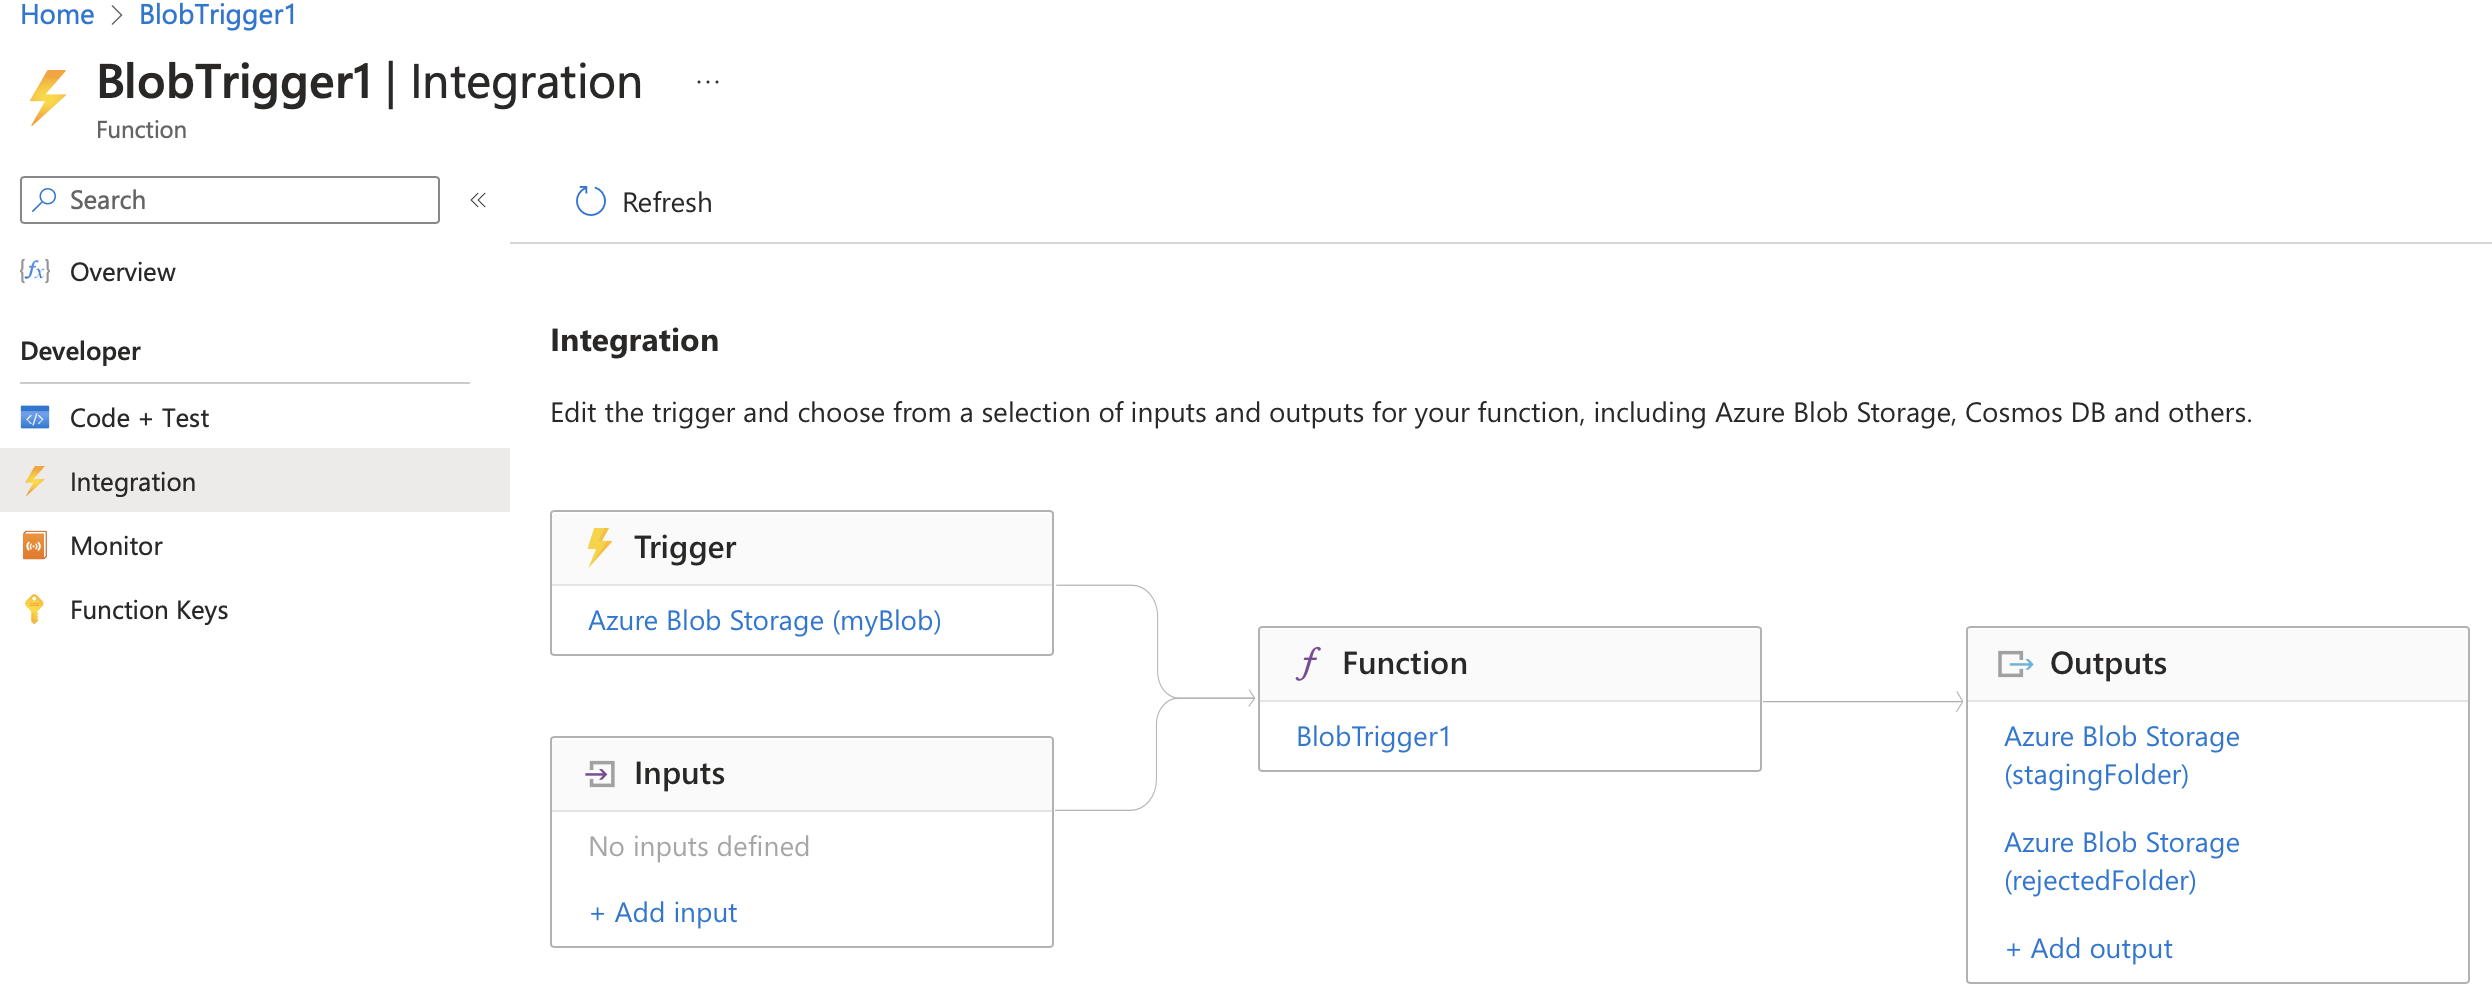 Home > BlobTrigger1
BlobTrigger1 | Integration ...
Function
Search «
Refresh
Overview
Developer
Code + Test
Integration
Monitor
Function Keys
Integration
Edit the trigger and choose from a selection of inputs and outputs for your function, including Azure Blob Storage, Cosmos DB and others.
Trigger
Azure Blob Storage (myBlob)
Inputs
No inputs defined
+ Add input
Function
BlobTrigger1
Outputs
Azure Blob Storage
(stagingFolder)
Azure Blob Storage
(rejectedFolder)
+ Add output